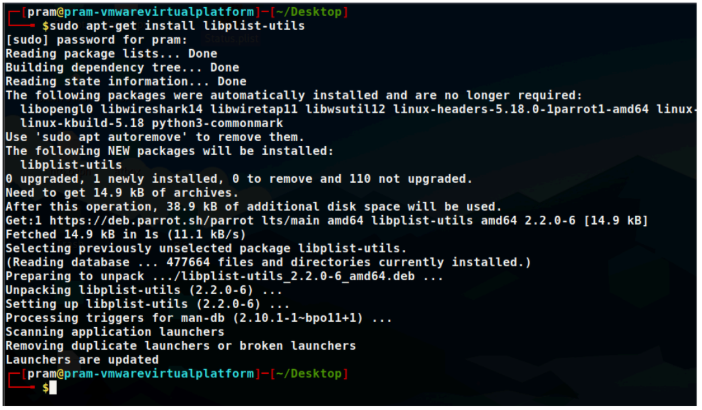 ┌─[pram@pram-vmwarevirtualplatform]─[~/Desktop]
└──╼ $sudo apt-get install libplist-utils
[sudo] password for pram:
Reading package lists... Done
Building dependency tree... Done
Reading state information... Done
The following packages were automatically installed and are no longer required:
  libopengl0 libwireshark14 libwiretap11 libwsutil12 linux-headers-5.18.0-1parrot1-amd64 linux-
  linux-kbuild-5.18 python3-commonmark
Use 'sudo apt autoremove' to remove them.
The following NEW packages will be installed:
  libplist-utils
0 upgraded, 1 newly installed, 0 to remove and 110 not upgraded.
Need to get 14.9 kB of archives.
After this operation, 38.9 kB of additional disk space will be used.
Get:1 https://deb.parrot.sh/parrot lts/main amd64 libplist-utils amd64 2.2.0-6 [14.9 kB]
Fetched 14.9 kB in 1s (11.1 kB/s)
Selecting previously unselected package libplist-utils.
(Reading database ... 477664 files and directories currently installed.)
Preparing to unpack .../libplist-utils_2.2.0-6_amd64.deb ...
Unpacking libplist-utils (2.2.0-6) ...
Setting up libplist-utils (2.2.0-6) ...
Processing triggers for man-db (2.10.1-1~bpo11+1) ...
Scanning application launchers
Removing duplicate launchers or broken launchers
Launchers are updated
┌─[pram@pram-vmwarevirtualplatform]─[~/Desktop]
└──╼ $